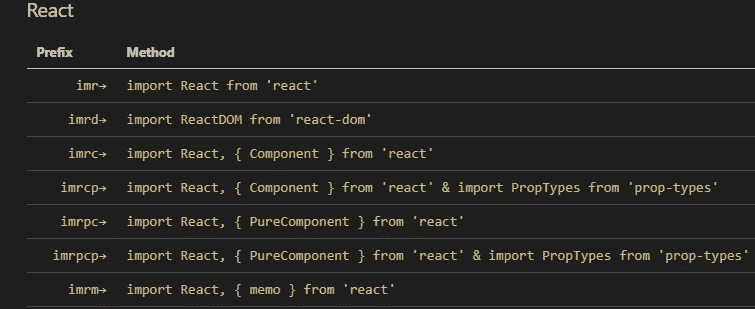 React
Prefix Method
imr→ import React from 'react'
imrd→ import ReactDOM from 'react-dom'
imrc→ import React, { Component } from 'react'
imrcp→ import React, { Component } from 'react' & import PropTypes from 'prop-types'
imrpc→ import React, { PureComponent } from 'react'
imrpcp→ import React, { PureComponent } from 'react' & import PropTypes from 'prop-types'
imrm→ import React, { memo } from 'react'